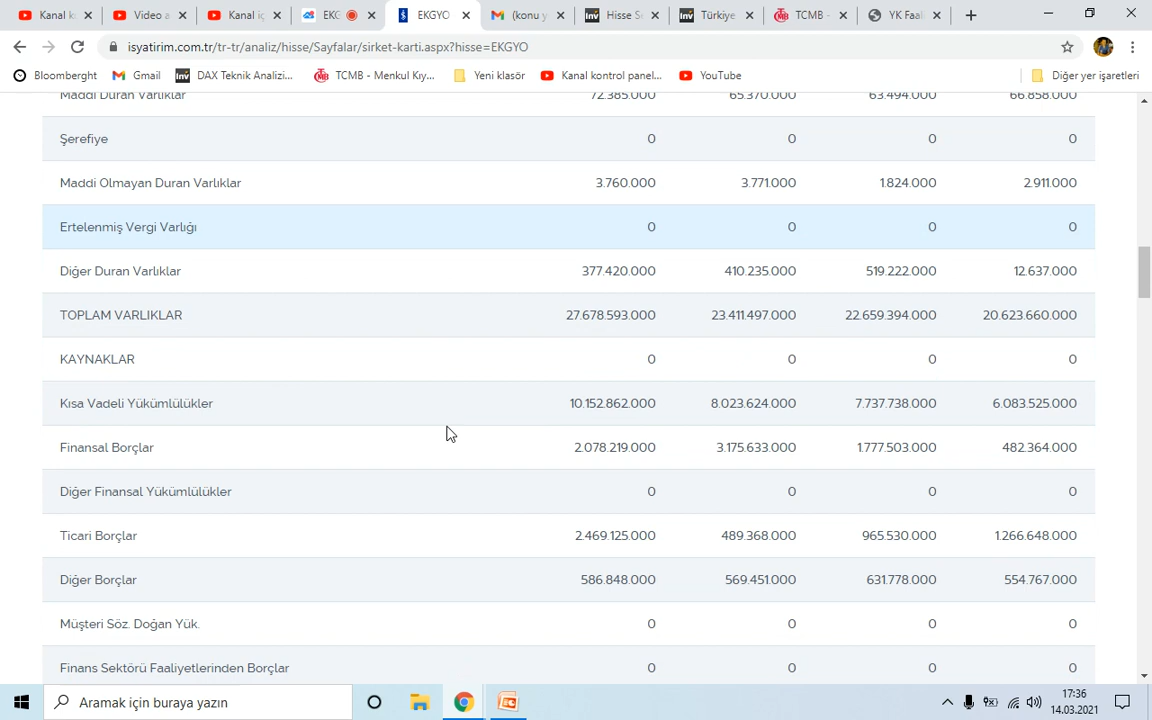 Kanal k
Video a
Kanal iç
EKG
EKGYO
(konu y
Hisse Se
Türkiye
TCMB -
YK Faal
isyatirim.com.tr/tr-tr/analiz/hisse/Sayfalar/sirket-karti.aspx?hisse=EKGYO
Bloomberght Gmail DAX Teknik Analizi... TCMB - Menkul Kıy... Yeni klasör Kanal kontrol panel... YouTube Diğer yer işaretleri
Maddi Duran Varlıklar 72.385.000 65.370.000 63.494.000 66.858.000
Şerefiye 0 0 0 0
Maddi Olmayan Duran Varlıklar 3.760.000 3.771.000 1.824.000 2.911.000
Ertelenmiş Vergi Varlığı 0 0 0 0
Diğer Duran Varlıklar 377.420.000 410.235.000 519.222.000 12.637.000
TOPLAM VARLIKLAR 27.678.593.000 23.411.497.000 22.659.394.000 20.623.660.000
KAYNAKLAR 0 0 0 0
Kısa Vadeli Yükümlülükler 10.152.862.000 8.023.624.000 7.737.738.000 6.083.525.000
Finansal Borçlar 2.078.219.000 3.175.633.000 1.777.503.000 482.364.000
Diğer Finansal Yükümlülükler 0 0 0 0
Ticari Borçlar 2.469.125.000 489.368.000 965.530.000 1.266.648.000
Diğer Borçlar 586.848.000 569.451.000 631.778.000 554.767.000
Müşteri Söz. Doğan Yük. 0 0 0 0
Finans Sektörü Faaliyetlerinden Borçlar 0 0 0 0
Aramak için buraya yazın
17:36
14.03.2021